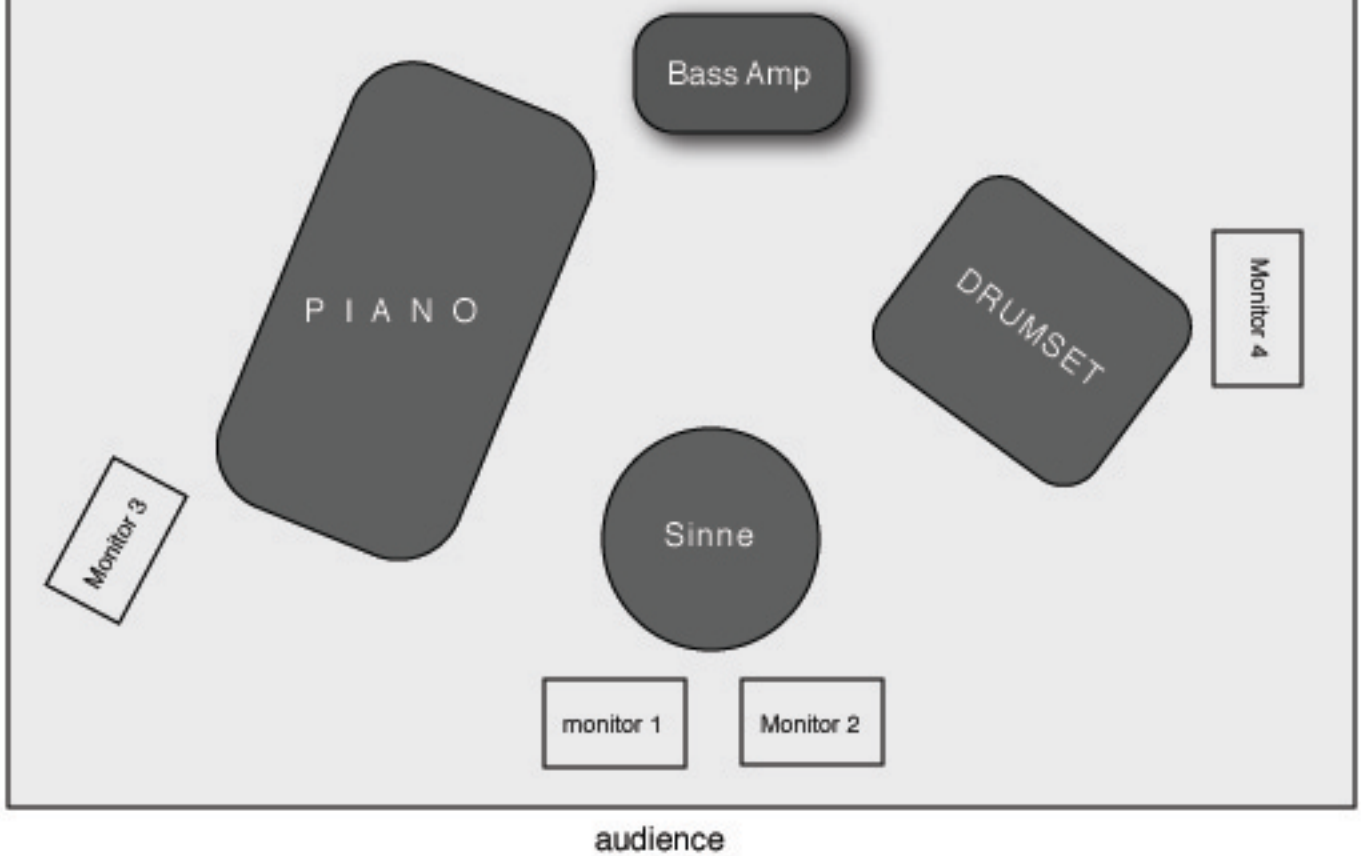 Bass Amp
P I A N O
DRUMSET
Monitor 4
Sinne
Monitor 3
monitor 1
Monitor 2
audience